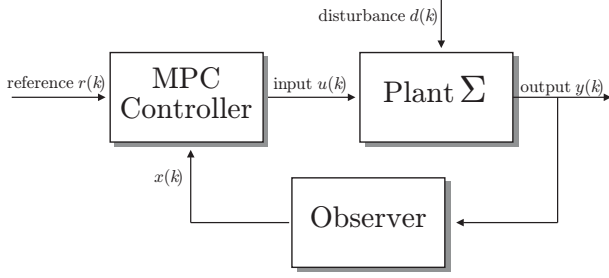 disturbance d(k)
reference r(k)
MPC
Controller
input u(k)
Plant Σ
output y(k)
x(k)
Observer